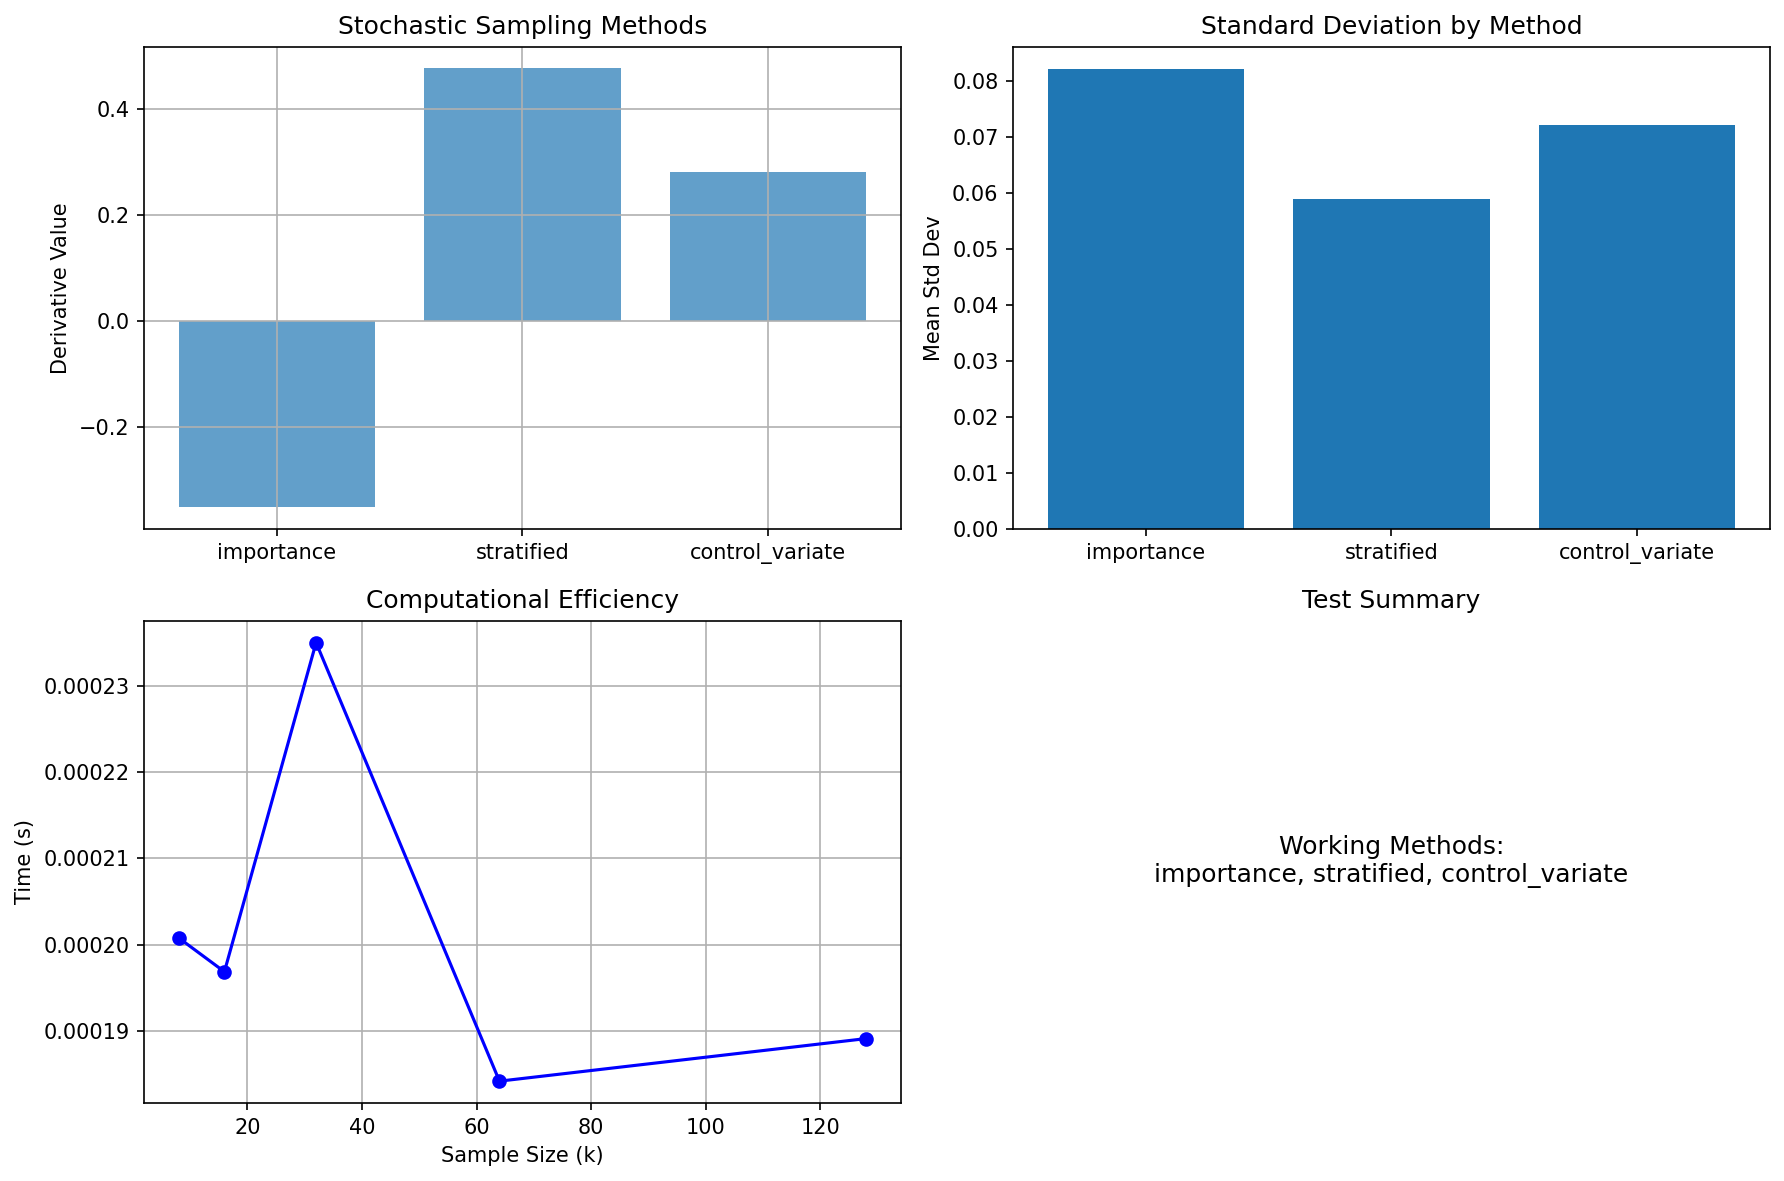 Stochastic Sampling Methods
Derivative Value
0.4
0.2
0.0
−0.2
importance
stratified
control_variate
Standard Deviation by Method
Mean Std Dev
0.08
0.07
0.06
0.05
0.04
0.03
0.02
0.01
0.00
importance
stratified
control_variate
Computational Efficiency
Time (s)
0.00023
0.00022
0.00021
0.00020
0.00019
20
40
60
80
100
120
Sample Size (k)
Test Summary
Working Methods:
importance, stratified, control_variate